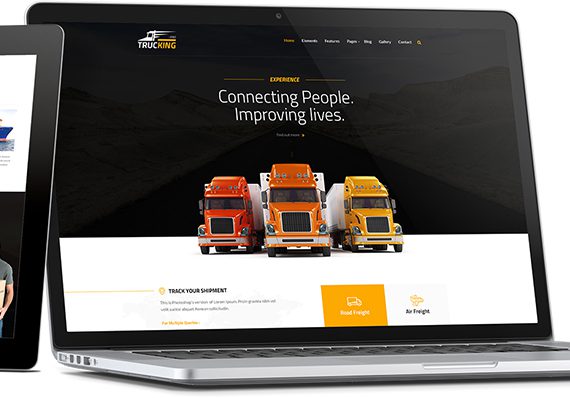 TRUCKING
Home Elements Features Pages Blog Gallery Contact
EXPERIENCE
Connecting People.
Improving lives.
Find out more
TRACK YOUR SHIPMENT
This is Photoshop's version of Lorem Ipsum. Proin gravida nibh vel
velit auctor aliquet Aenean sollicitudin.
For Multiple Queries
Road Freight
Air Freight